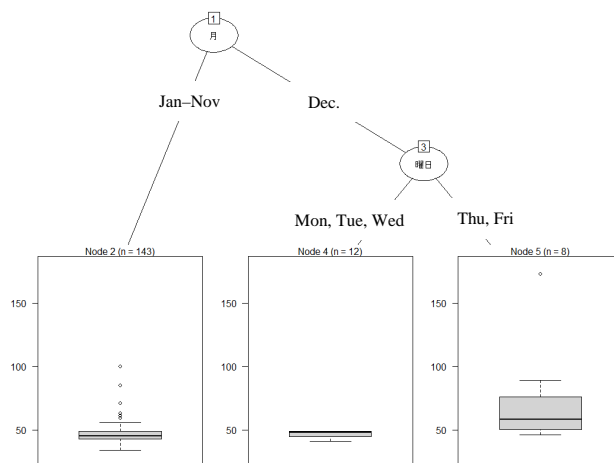 1
月
Jan–Nov
Dec.
3
曜日
Mon, Tue, Wed
Thu, Fri
Node 2 (n = 143)
150
100
50
Node 4 (n = 12)
150
100
50
Node 5 (n = 8)
150
100
50